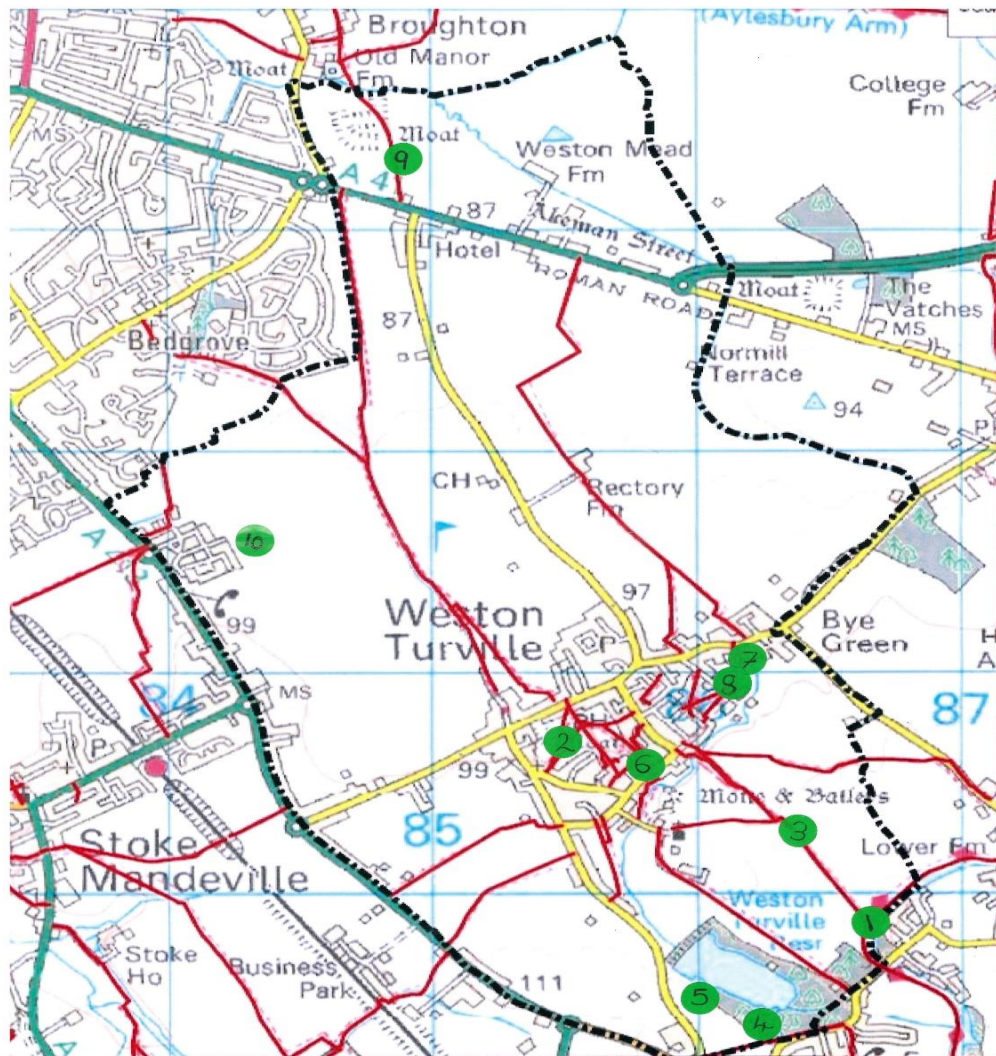 Broughton
(Aylesbury Arm)
Old Manor
Fm
Moat
College
Fm
MS
Moat
9
A 4
Weston Mead
Fm
87
Akeman Street
Hotel
ROMAN ROAD
Moat
The
Vatches
MS
87
Bedgrove
Normill
Terrace
94
CH
Rectory
Fm
10
97
Weston
Turville
P
Bye
Green
99
7
8
MS
84
87
2
P
99
6
Moat & Baileys
85
3
Lower Fm
Stoke
Mandeville
Weston
Turville
Resr
1
Stoke
Ho
Business
Park
111
5
4
A